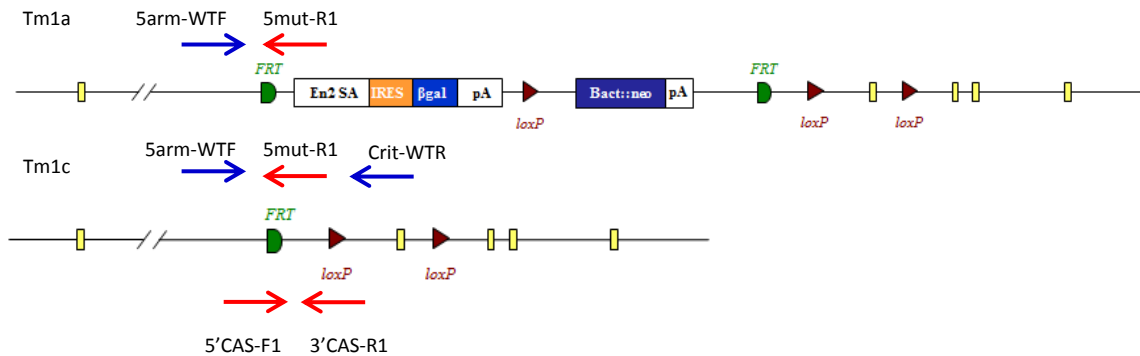 Tm1a 5arm-WTF 5mut-R1
FRT FRT
En2 SA IRES βgal pA Bact::neo pA
loxP loxP loxP
5arm-WTF 5mut-R1 Crit-WTR
Tm1c
FRT
loxP loxP
5’CAS-F1 3’CAS-R1